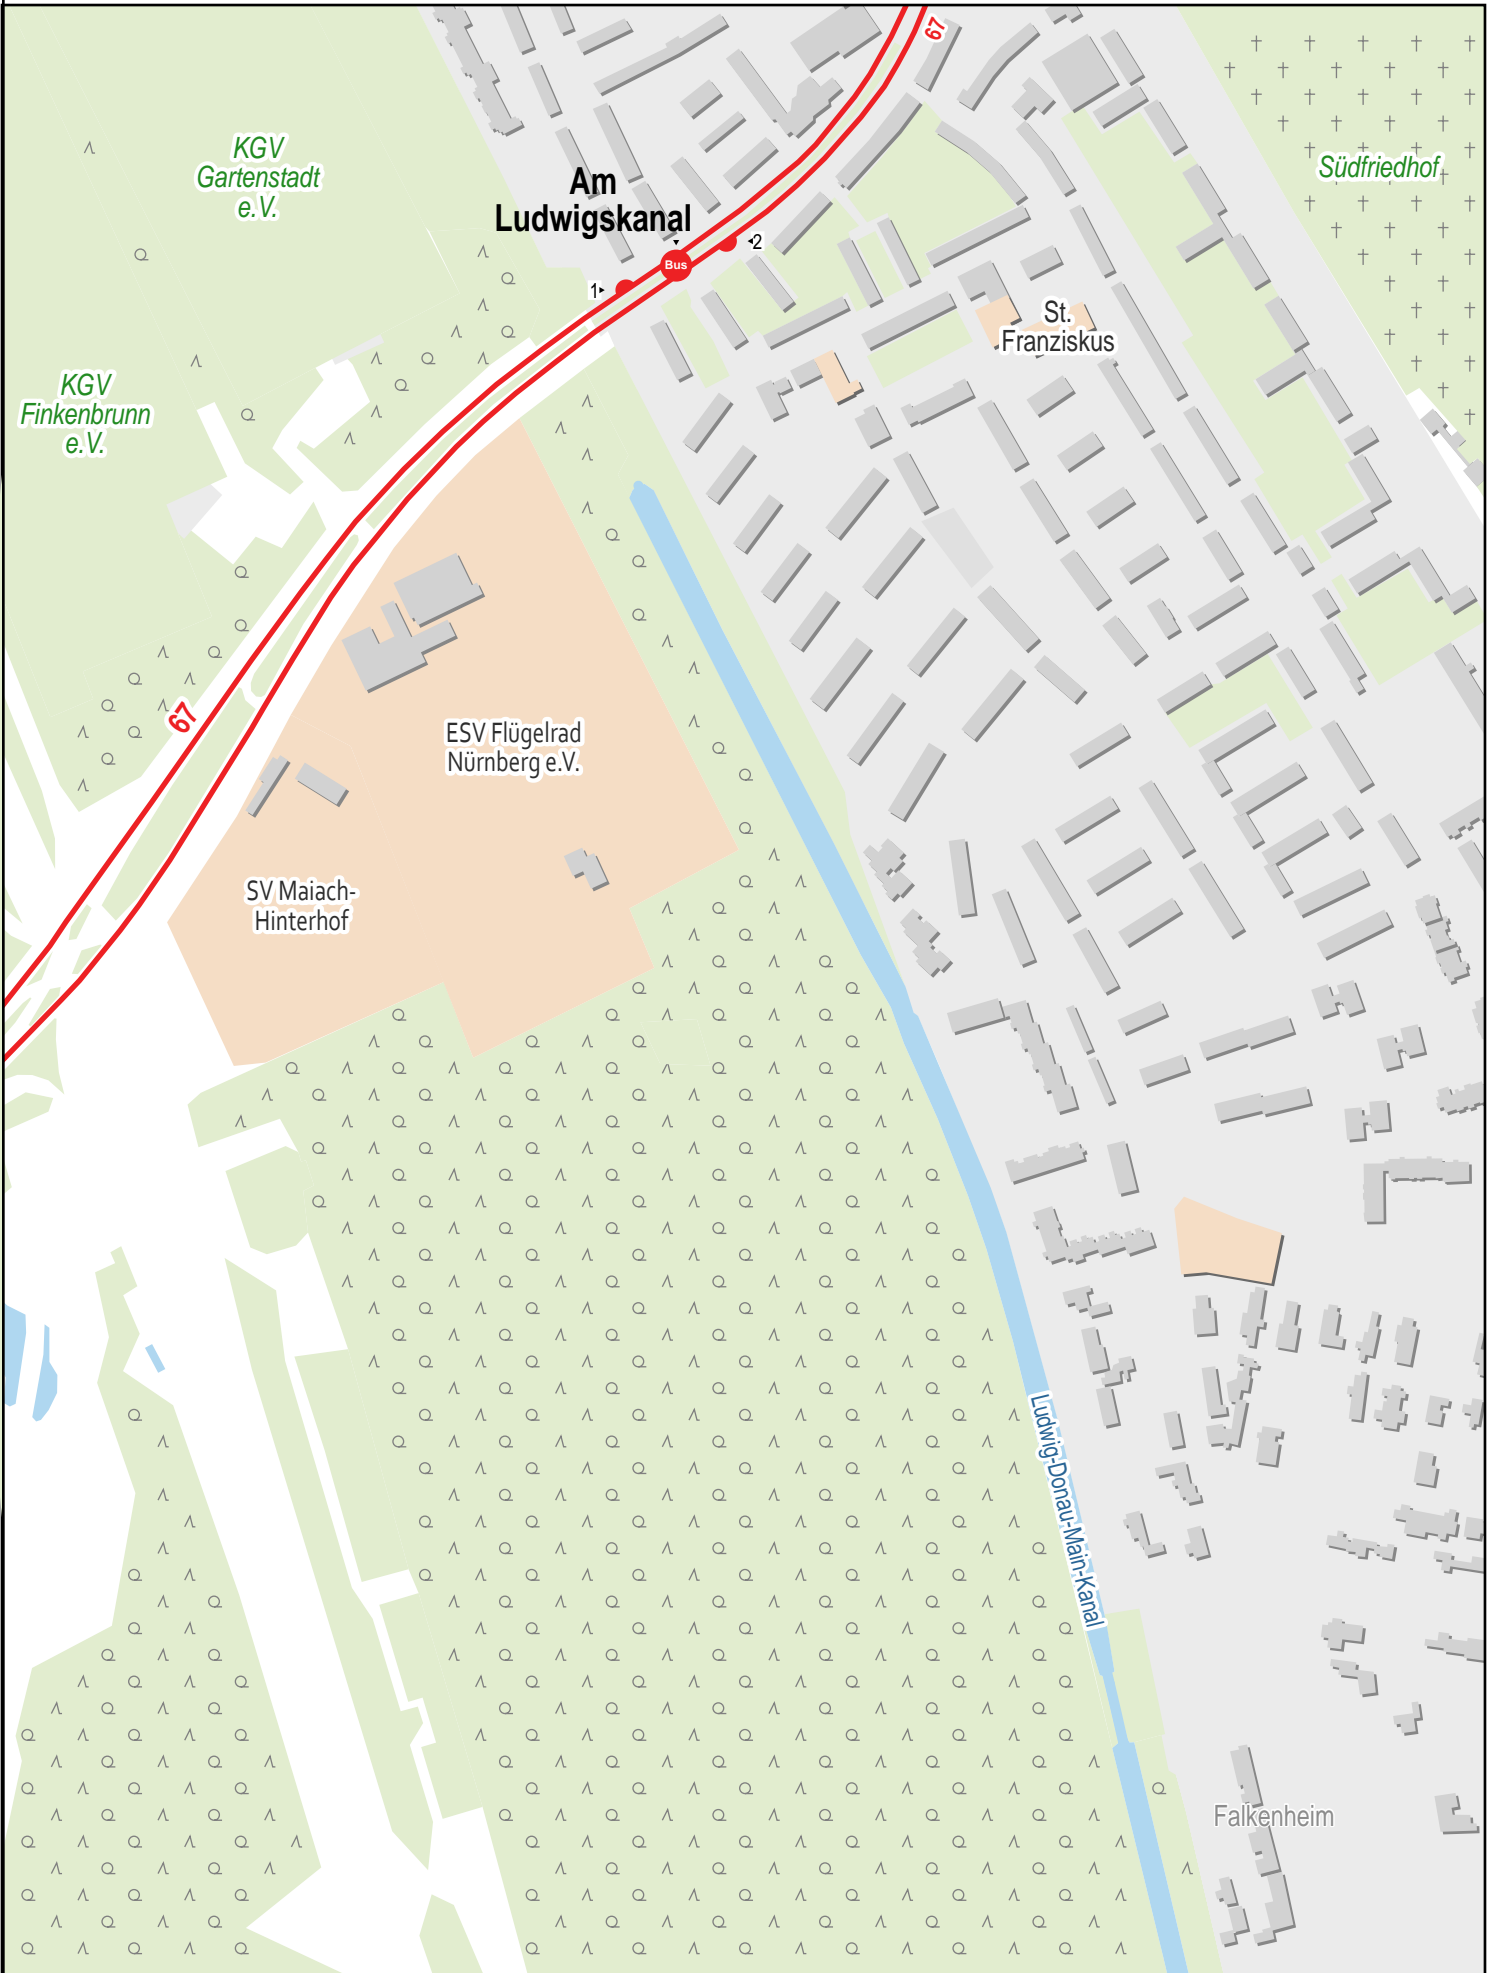 67
KGV
Gartenstadt
e.V.
Südfriedhof
Am
Ludwigskanal
2
Bus
1
St.
Franziskus
KGV
Finkenbrunn
e.V.
67
ESV Flügelrad
Nürnberg e.V.
SV Maiach-
Hinterhof
Ludwig-Donau-Main-Kanal
Falkenheim